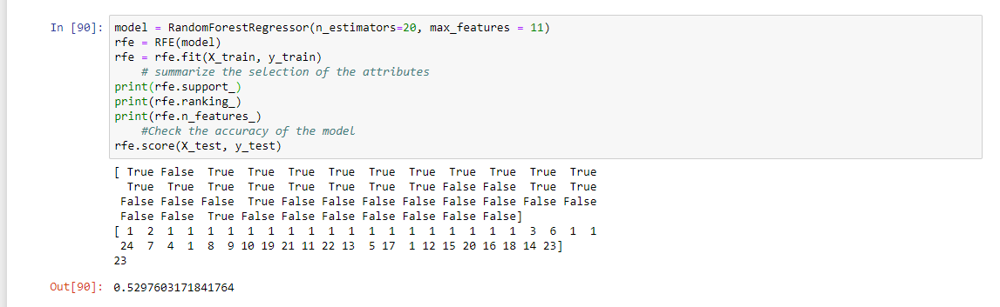 In [90]: model = RandomForestRegressor(n_estimators=20, max_features = 11)
rfe = RFE(model)
rfe = rfe.fit(X_train, y_train)
    # summarize the selection of the attributes
print(rfe.support_)
print(rfe.ranking_)
print(rfe.n_features_)
    #Check the accuracy of the model
rfe.score(X_test, y_test)
[ True False  True  True  True  True  True  True  True  True  True  True
  True  True  True  True  True  True  True  True False False  True  True
 False False False  True False False False False False False False False
 False False  True False False False False False False False]
[ 1  2  1  1  1  1  1  1  1  1  1  1  1  1  1  1  1  1  1  1  3  6  1  1
 24  7  4  1  8  9 10 19 21 11 22 13  5 17  1 12 15 20 16 18 14 23]
23
Out[90]: 0.5297603171841764